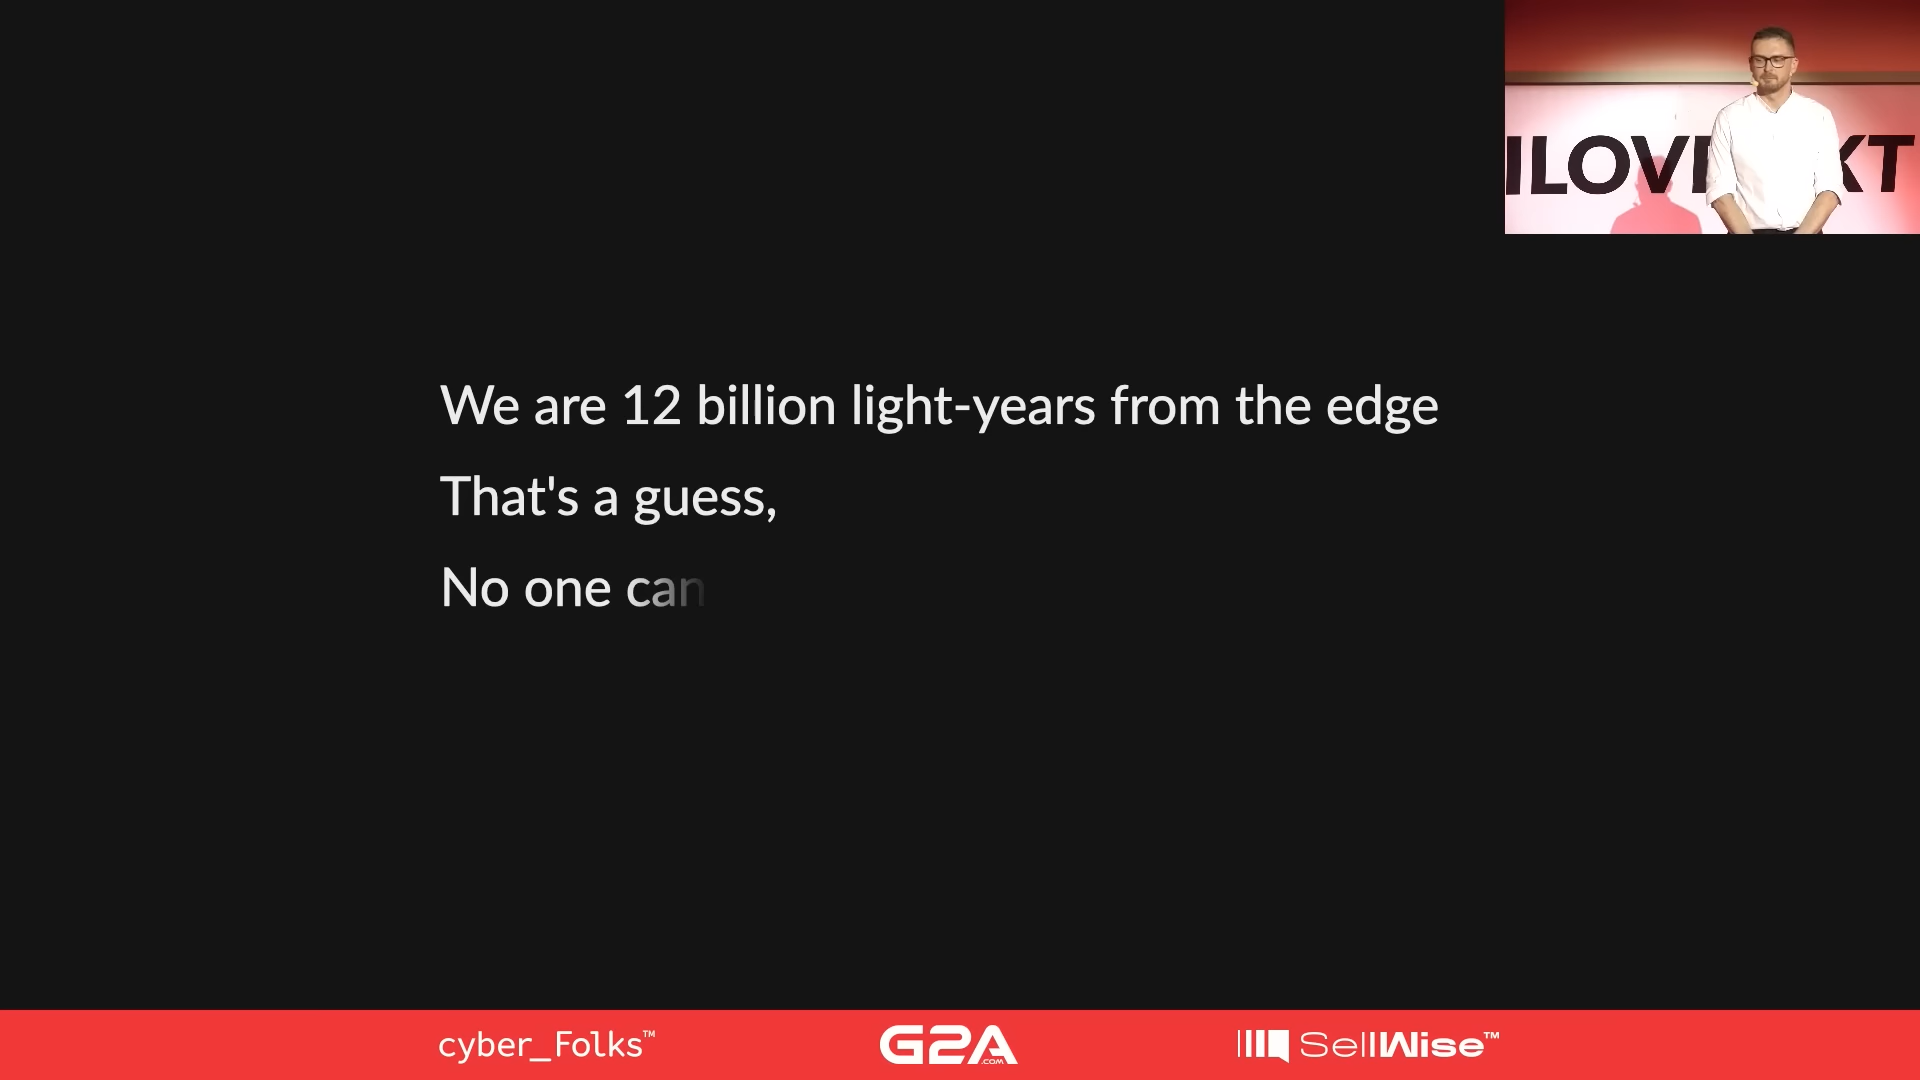 ILOV KT
We are 12 billion light-years from the edge
That's a guess,
No one can
cyber_Folks™
G2A
.COM
SellWise™